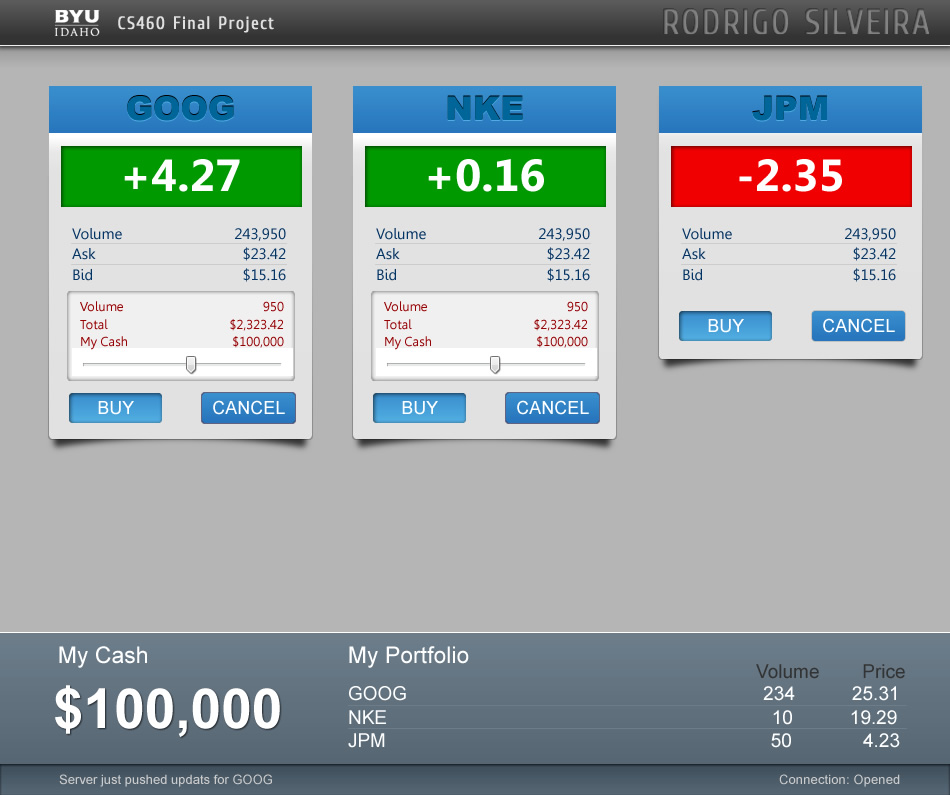 BYU
IDAHO
CS460 Final Project
RODRIGO SILVEIRA
GOOG
+4.27
Volume 243,950
Ask $23.42
Bid $15.16
Volume 950
Total $2,323.42
My Cash $100,000
BUY CANCEL
NKE
+0.16
Volume 243,950
Ask $23.42
Bid $15.16
Volume 950
Total $2,323.42
My Cash $100,000
BUY CANCEL
JPM
-2.35
Volume 243,950
Ask $23.42
Bid $15.16
BUY CANCEL
My Cash
$100,000
My Portfolio
Volume Price
GOOG 234 25.31
NKE 10 19.29
JPM 50 4.23
Server just pushed updats for GOOG
Connection: Opened